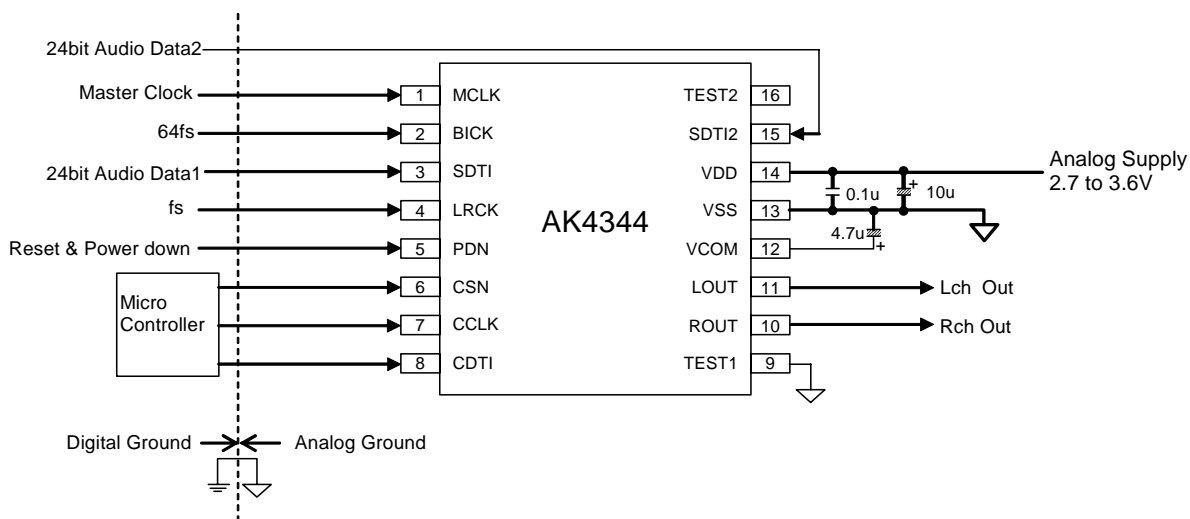 24bit Audio Data2
Master Clock
64fs
24bit Audio Data1
fs
Reset & Power down
Micro
Controller
1 MCLK
2 BICK
3 SDTI
4 LRCK
5 PDN
6 CSN
7 CCLK
8 CDTI
AK4344
TEST2 16
SDTI2 15
VDD 14
VSS 13
VCOM 12
LOUT 11
ROUT 10
TEST1 9
0.1u
+
10u
4.7u
+
Analog Supply
2.7 to 3.6V
Lch Out
Rch Out
Digital Ground
Analog Ground